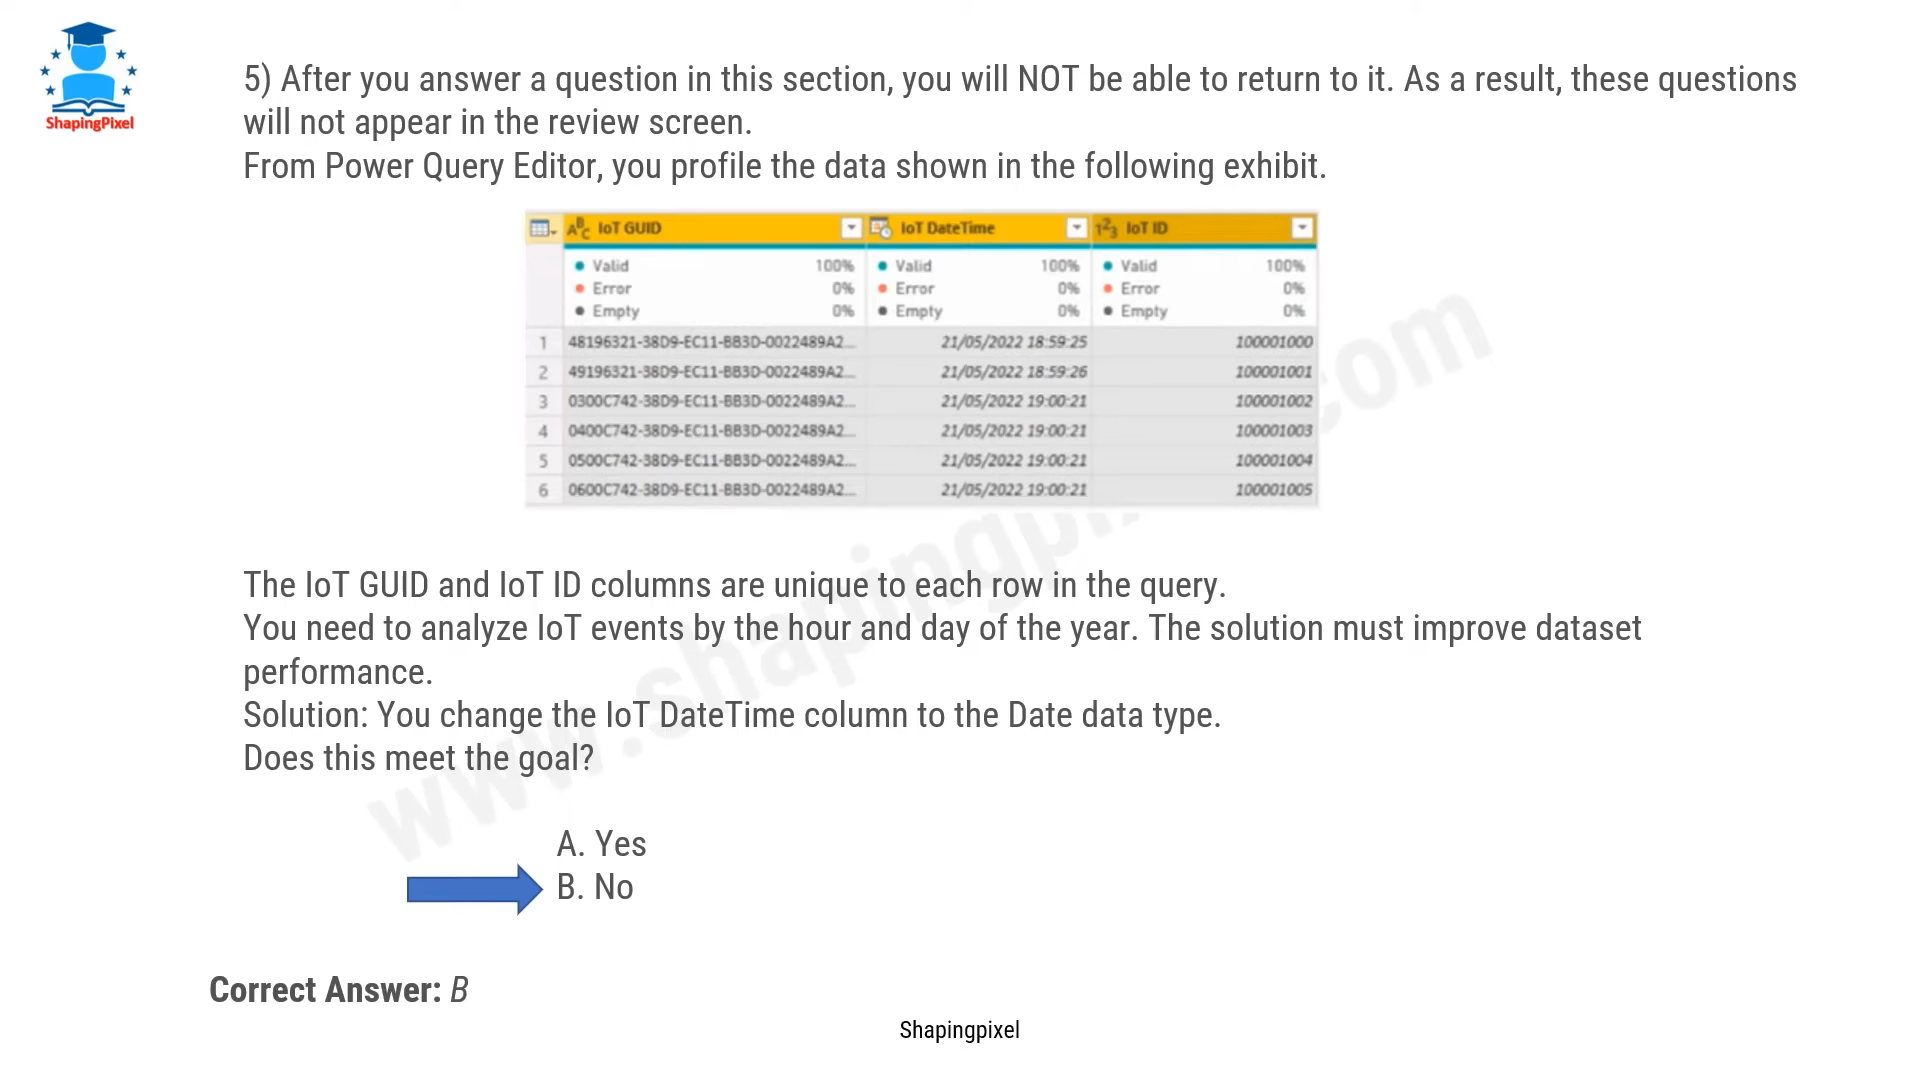 ShapingPixel
5) After you answer a question in this section, you will NOT be able to return to it. As a result, these questions
will not appear in the review screen.
From Power Query Editor, you profile the data shown in the following exhibit.
ABC IoT GUID IoT DateTime 123 IoT ID
Valid 100% Valid 100% Valid 100%
Error 0% Error 0% Error 0%
Empty 0% Empty 0% Empty 0%
1 48196321-38D9-EC11-BB3D-0022489A2... 21/05/2022 18:59:25 100001000
2 49196321-38D9-EC11-BB3D-0022489A2... 21/05/2022 18:59:26 100001001
3 0300C742-38D9-EC11-BB3D-0022489A2... 21/05/2022 19:00:21 100001002
4 0400C742-38D9-EC11-BB3D-0022489A2... 21/05/2022 19:00:21 100001003
5 0500C742-38D9-EC11-BB3D-0022489A2... 21/05/2022 19:00:21 100001004
6 0600C742-38D9-EC11-BB3D-0022489A2... 21/05/2022 19:00:21 100001005
www.shapingpi com
The IoT GUID and IoT ID columns are unique to each row in the query.
You need to analyze IoT events by the hour and day of the year. The solution must improve dataset
performance.
Solution: You change the IoT DateTime column to the Date data type.
Does this meet the goal?
A. Yes
B. No
Correct Answer: B
Shapingpixel